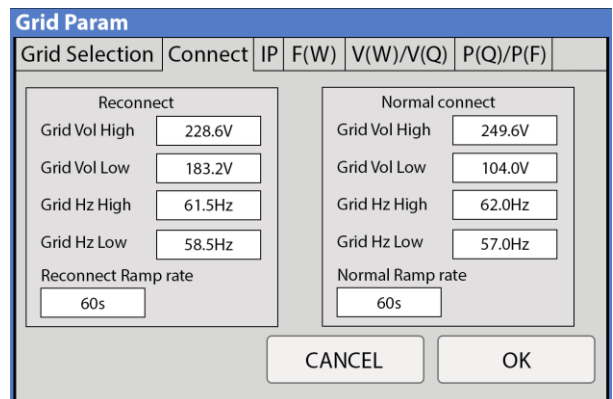 Grid Param
Grid Selection Connect IP F(W) V(W)/V(Q) P(Q)/P(F)
Reconnect
Grid Vol High 228.6V
Grid Vol Low 183.2V
Grid Hz High 61.5Hz
Grid Hz Low 58.5Hz
Reconnect Ramp rate
60s
Normal connect
Grid Vol High 249.6V
Grid Vol Low 104.0V
Grid Hz High 62.0Hz
Grid Hz Low 57.0Hz
Normal Ramp rate
60s
CANCEL OK